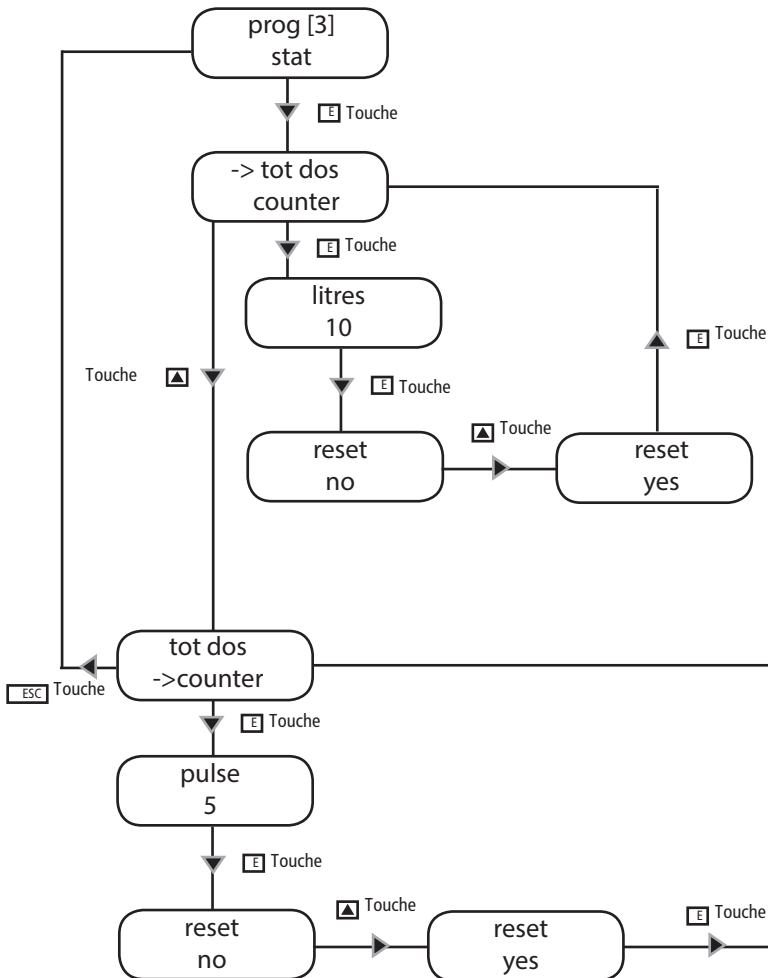 prog [3]
stat
E Touche
-> tot dos
counter
E Touche
litres
10
E Touche
Touche ▲
E Touche
▲ Touche
reset
no
reset
yes
tot dos
->counter
ESC Touche
E Touche
pulse
5
E Touche
▲ Touche
E Touche
reset
no
reset
yes